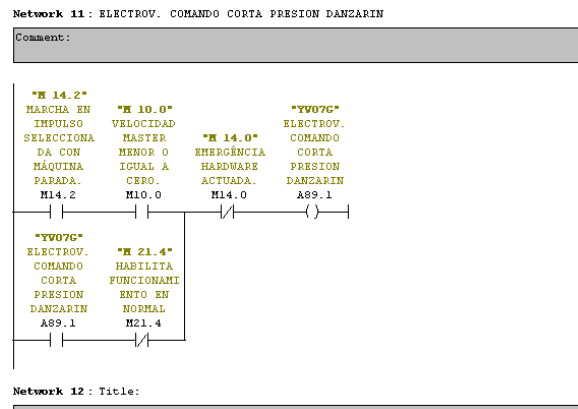 Network 11 : ELECTROV. COMANDO CORTA PRESION DANZARIN
Comment:
"M 14.2"
MARCHA EN
IMPULSO
SELECCIONA
DA CON
MÁQUINA
PARADA.
M14.2
"M 10.0"
VELOCIDAD
MASTER
MENOR O
IGUAL A
CERO.
M10.0
"M 14.0"
EMERGÊNCIA
HARDWARE
ACTUADA.
M14.0
"YV07G"
ELECTROV.
COMANDO
CORTA
PRESION
DANZARIN
A89.1
"YV07G"
ELECTROV.
COMANDO
CORTA
PRESION
DANZARIN
A89.1
"M 21.4"
HABILITA
FUNCIONAMI
ENTO EN
NORMAL
M21.4
Network 12 : Title: